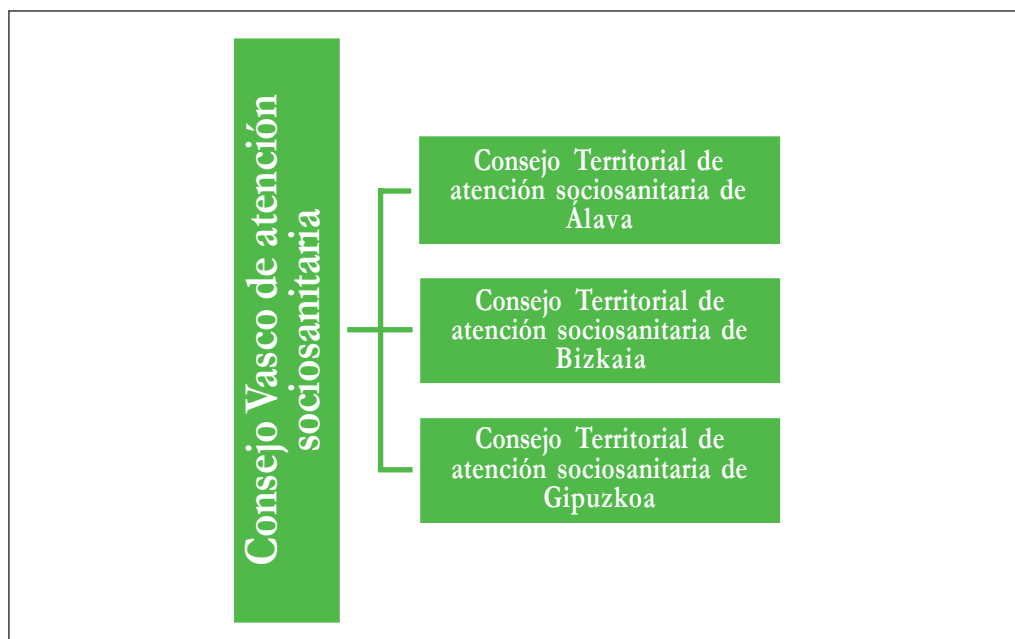 Consejo Vasco de atención
sociosanitaria
Consejo Territorial de
atención sociosanitaria de
Álava
Consejo Territorial de
atención sociosanitaria de
Bizkaia
Consejo Territorial de
atención sociosanitaria de
Gipuzkoa